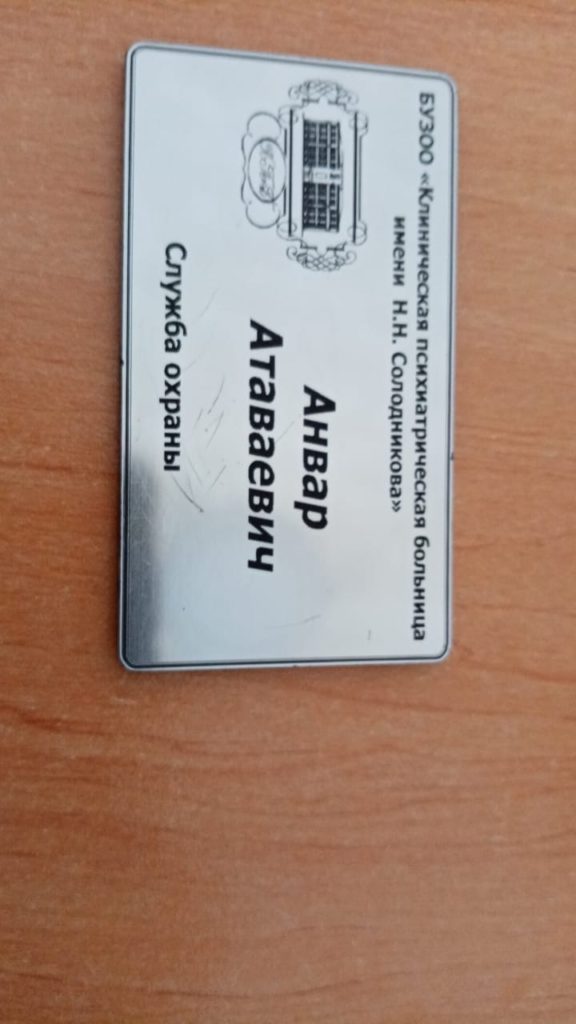 БУЗОО «Клиническая психиатрическая больница
имени Н.Н. Солодникова»
Анвар
Атаваевич
Служба охраны